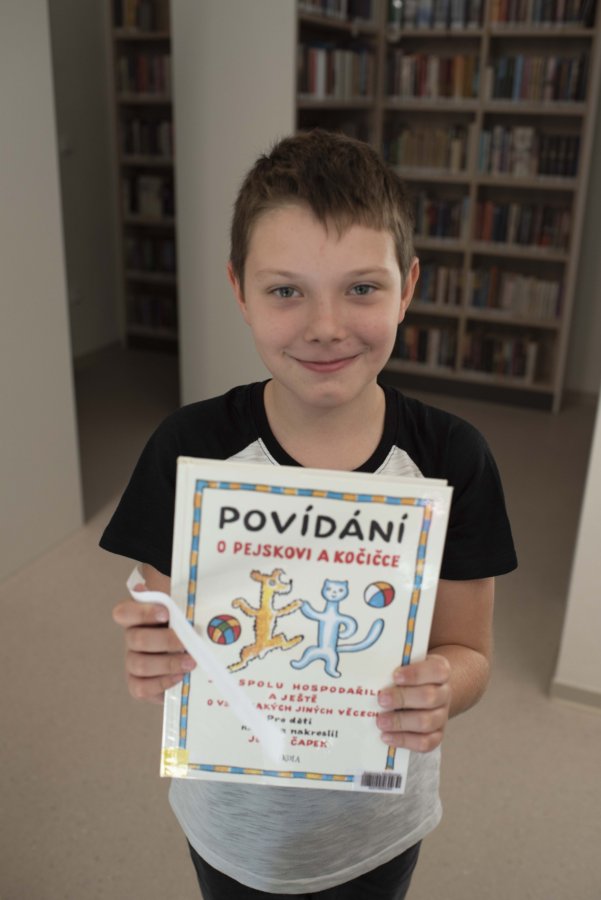 POVÍDÁNÍ
O PEJSKOVI A KOČIČCE
SPOLU HOSPODAŘILI
A JEŠTĚ
O JINÝCH VĚCECH
Pro děti
nakreslil
ČAPEK